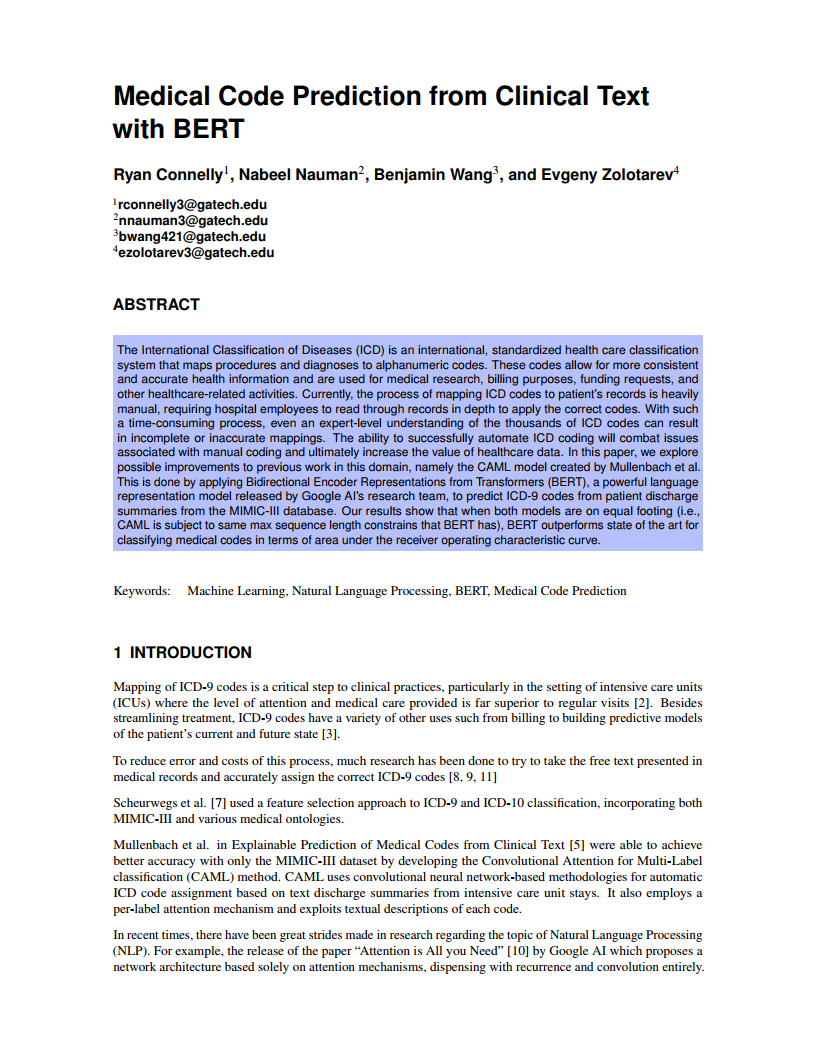 Medical Code Prediction from Clinical Text
with BERT
Ryan Connelly1, Nabeel Nauman2, Benjamin Wang3, and Evgeny Zolotarev4
1rconnelly3@gatech.edu
2nnauman3@gatech.edu
3bwang421@gatech.edu
4ezolotarev3@gatech.edu
ABSTRACT
The International Classification of Diseases (ICD) is an international, standardized health care classification
system that maps procedures and diagnoses to alphanumeric codes. These codes allow for more consistent
and accurate health information and are used for medical research, billing purposes, funding requests, and
other healthcare-related activities. Currently, the process of mapping ICD codes to patient's records is heavily
manual, requiring hospital employees to read through records in depth to apply the correct codes. With such
a time-consuming process, even an expert-level understanding of the thousands of ICD codes can result
in incomplete or inaccurate mappings. The ability to successfully automate ICD coding will combat issues
associated with manual coding and ultimately increase the value of healthcare data. In this paper, we explore
possible improvements to previous work in this domain, namely the CAML model created by Mullenbach et al.
This is done by applying Bidirectional Encoder Representations from Transformers (BERT), a powerful language
representation model released by Google AI's research team, to predict ICD-9 codes from patient discharge
summaries from the MIMIC-III database. Our results show that when both models are on equal footing (i.e.,
CAML is subject to same max sequence length constrains that BERT has), BERT outperforms state of the art for
classifying medical codes in terms of area under the receiver operating characteristic curve.
Keywords: Machine Learning, Natural Language Processing, BERT, Medical Code Prediction
1 INTRODUCTION
Mapping of ICD-9 codes is a critical step to clinical practices, particularly in the setting of intensive care units
(ICUs) where the level of attention and medical care provided is far superior to regular visits [2]. Besides
streamlining treatment, ICD-9 codes have a variety of other uses such from billing to building predictive models
of the patient's current and future state [3].
To reduce error and costs of this process, much research has been done to try to take the free text presented in
medical records and accurately assign the correct ICD-9 codes [8, 9, 11]
Scheurwegs et al. [7] used a feature selection approach to ICD-9 and ICD-10 classification, incorporating both
MIMIC-III and various medical ontologies.
Mullenbach et al. in Explainable Prediction of Medical Codes from Clinical Text [5] were able to achieve
better accuracy with only the MIMIC-III dataset by developing the Convolutional Attention for Multi-Label
classification (CAML) method. CAML uses convolutional neural network-based methodologies for automatic
ICD code assignment based on text discharge summaries from intensive care unit stays. It also employs a
per-label attention mechanism and exploits textual descriptions of each code.
In recent times, there have been great strides made in research regarding the topic of Natural Language Processing
(NLP). For example, the release of the paper “Attention is All you Need” [10] by Google AI which proposes a
network architecture based solely on attention mechanisms, dispensing with recurrence and convolution entirely.